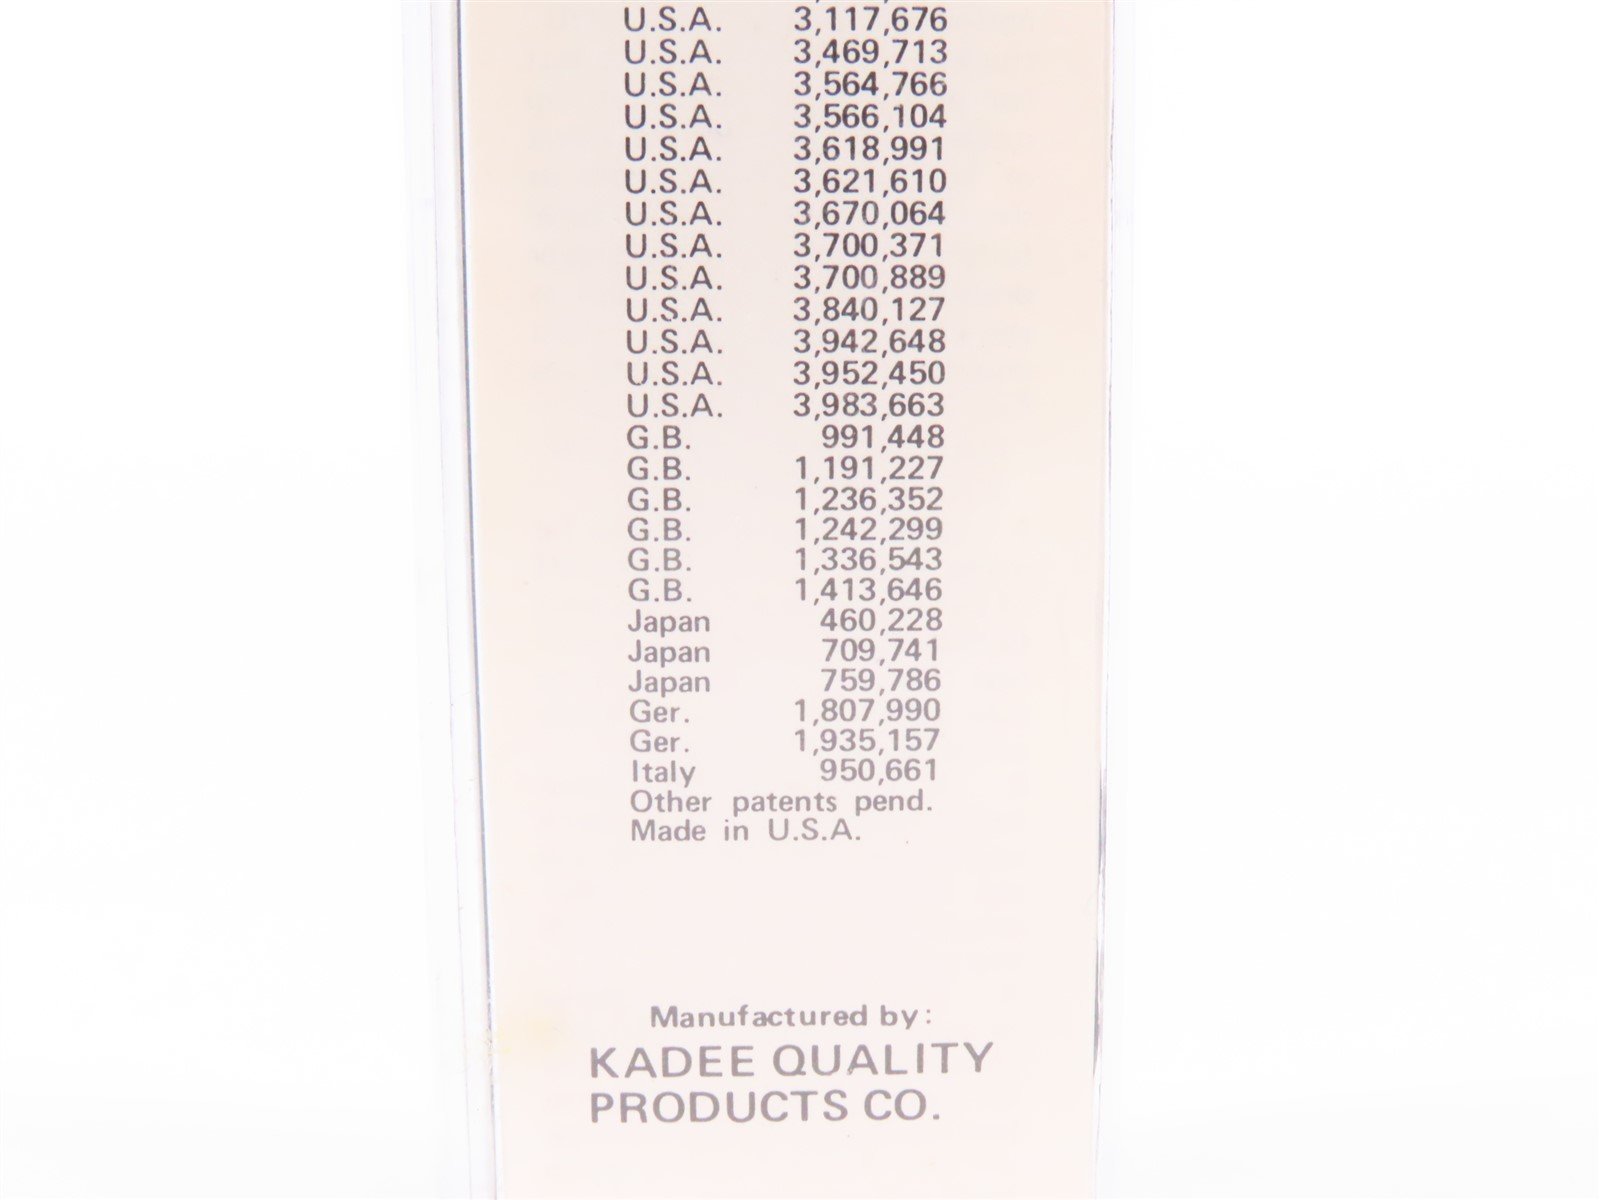 U.S.A. 3,117,676
U.S.A. 3,469,713
U.S.A. 3,564,766
U.S.A. 3,566,104
U.S.A. 3,618,991
U.S.A. 3,621,610
U.S.A. 3,670,064
U.S.A. 3,700,371
U.S.A. 3,700,889
U.S.A. 3,840,127
U.S.A. 3,942,648
U.S.A. 3,952,450
U.S.A. 3,983,663
G.B. 991,448
G.B. 1,191,227
G.B. 1,236,352
G.B. 1,242,299
G.B. 1,336,543
G.B. 1,413,646
Japan 460,228
Japan 709,741
Japan 759,786
Ger. 1,807,990
Ger. 1,935,157
Italy 950,661
Other patents pend.
Made in U.S.A.
Manufactured by:
KADEE QUALITY
PRODUCTS CO.